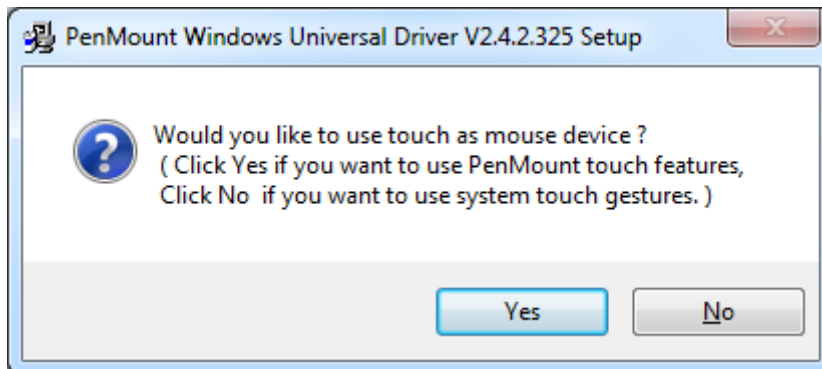 PenMount Windows Universal Driver V2.4.2.325 Setup
Would you like to use touch as mouse device ?
( Click Yes if you want to use PenMount touch features,
Click No  if you want to use system touch gestures. )
Yes
No